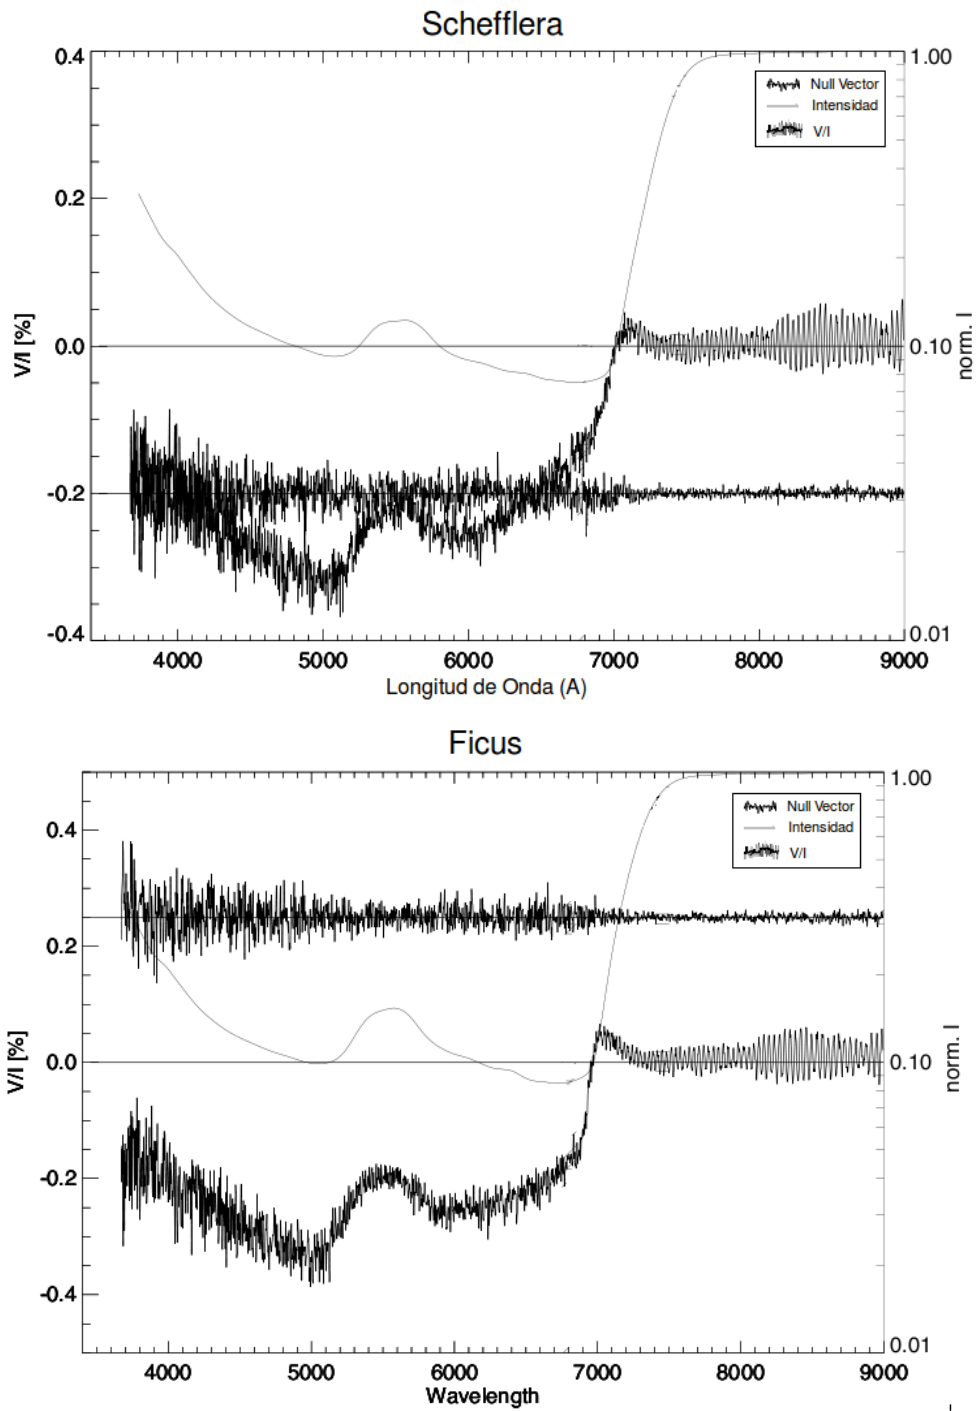 Schefflera
0.4
0.2
0.0
-0.2
-0.4
V/I [%]
1.00
0.10
0.01
norm. I
Null Vector
Intensidad
V/I
4000 5000 6000 7000 8000 9000
Longitud de Onda (A)
Ficus
0.4
0.2
0.0
-0.2
-0.4
V/I [%]
1.00
0.10
0.01
norm. I
Null Vector
Intensidad
V/I
4000 5000 6000 7000 8000 9000
Wavelength